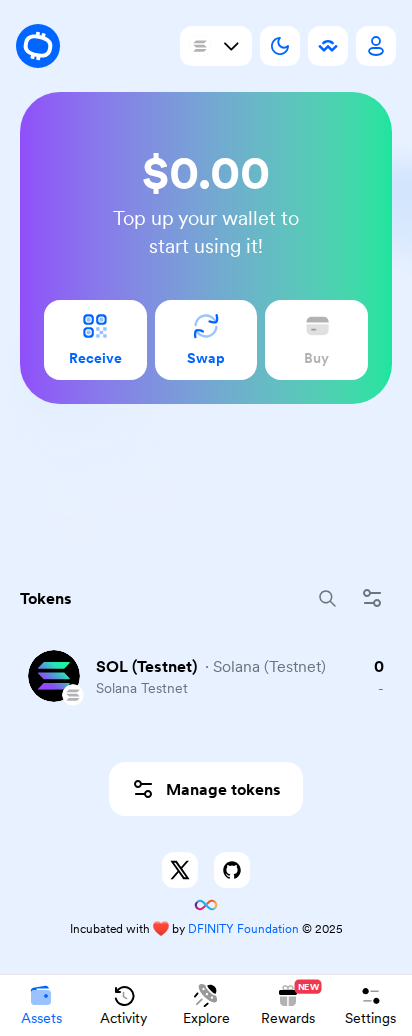 $0.00
Top up your wallet to
start using it!
Receive
Swap
Buy
Tokens
SOL (Testnet) · Solana (Testnet)
0
Solana Testnet
-
Manage tokens
Incubated with ❤️ by DFINITY Foundation © 2025
NEW
Assets
Activity
Explore
Rewards
Settings